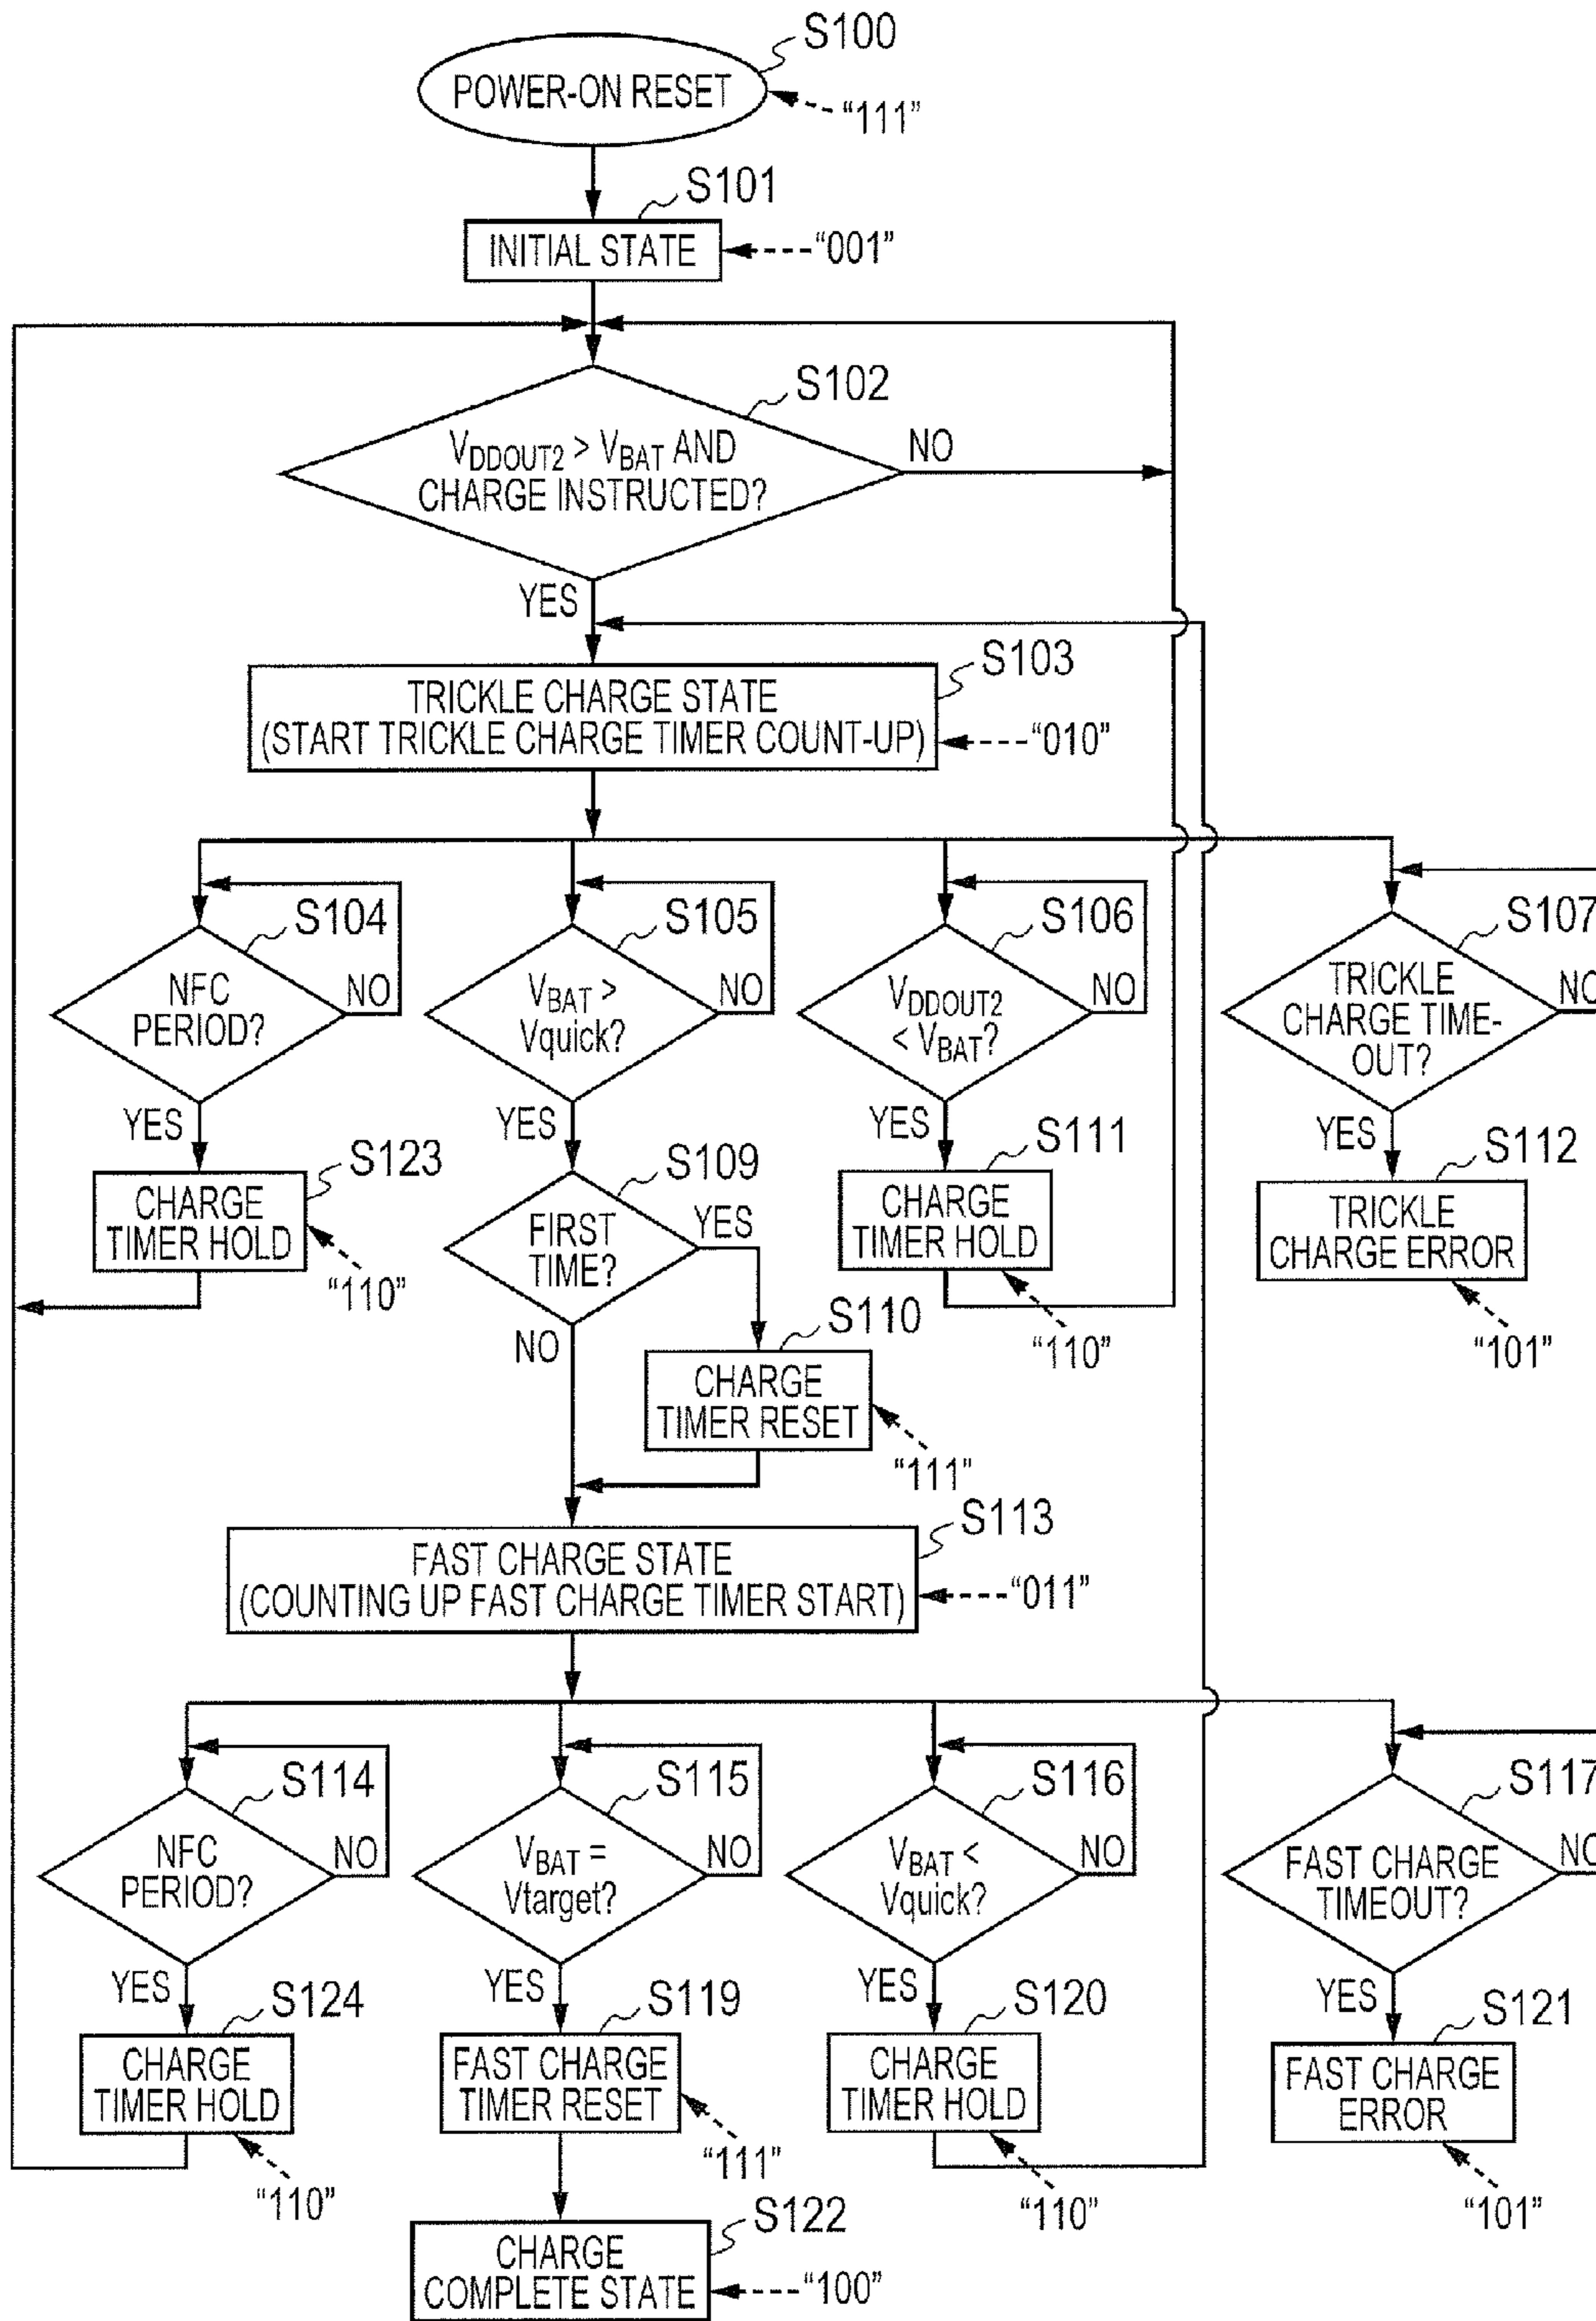 S100
POWER-ON RESET
"111"
S101
INITIAL STATE
"001"
S102
VDDOUT2 > VBAT AND
CHARGE INSTRUCTED?
NO
YES
S103
TRICKLE CHARGE STATE
(START TRICKLE CHARGE TIMER COUNT-UP)
"010"
S104
NFC
PERIOD?
NO
YES
S105
VBAT >
Vquick?
NO
YES
S106
VDDOUT2
< VBAT?
NO
YES
S107
TRICKLE
CHARGE TIME-
OUT?
NO
YES
S123
CHARGE
TIMER HOLD
"110"
S109
FIRST
TIME?
YES
NO
S111
CHARGE
TIMER HOLD
"110"
S112
TRICKLE
CHARGE ERROR
"101"
S110
CHARGE
TIMER RESET
"111"
S113
FAST CHARGE STATE
(COUNTING UP FAST CHARGE TIMER START)
"011"
S114
NFC
PERIOD?
NO
YES
S115
VBAT =
Vtarget?
NO
YES
S116
VBAT <
Vquick?
NO
YES
S117
FAST CHARGE
TIMEOUT?
NO
YES
S124
CHARGE
TIMER HOLD
"110"
S119
FAST CHARGE
TIMER RESET
"111"
S120
CHARGE
TIMER HOLD
"110"
S121
FAST CHARGE
ERROR
"101"
S122
CHARGE
COMPLETE STATE
"100"